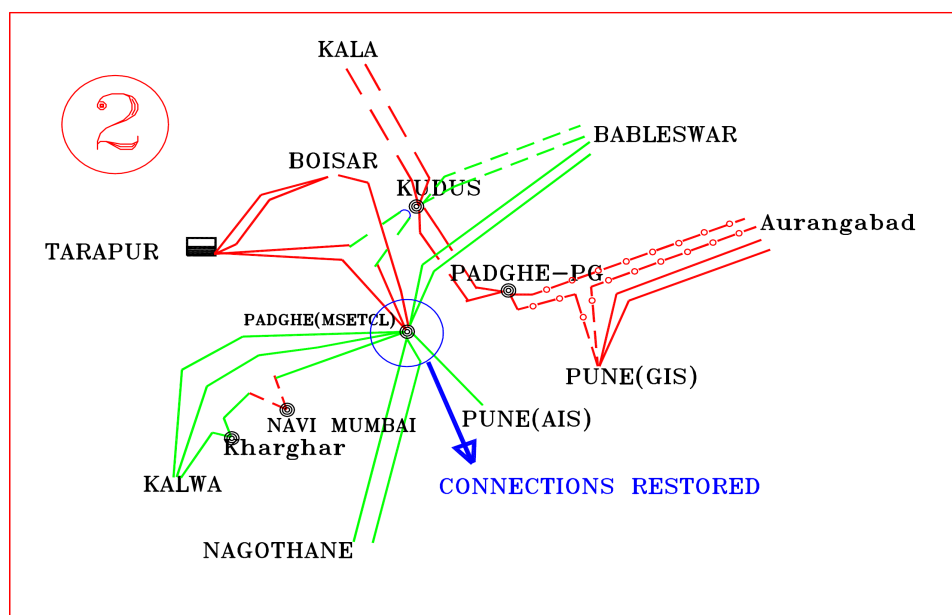 KALA
2
BABLESWAR
BOISAR
KUDUS
Aurangabad
TARAPUR
PADGHE-PG
PADGHE(MSETCL)
PUNE(GIS)
PUNE(AIS)
NAVI MUMBAI
Kharghar
KALWA
CONNECTIONS RESTORED
NAGOTHANE